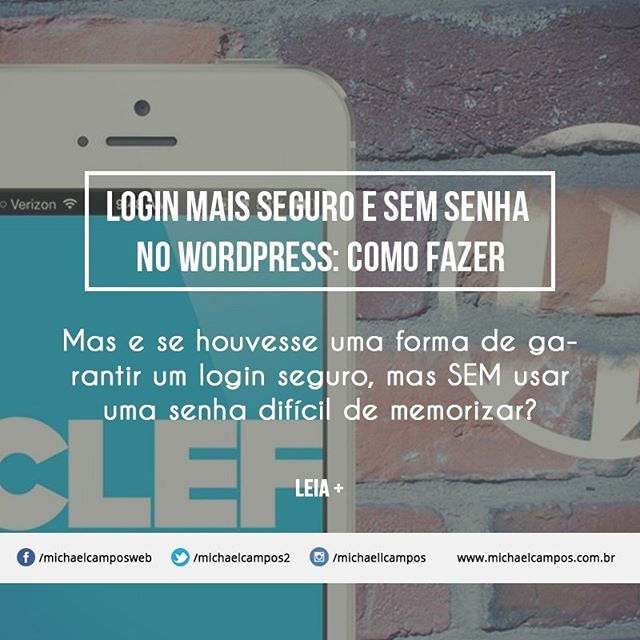 Verizon
LOGIN MAIS SEGURO E SEM SENHA
NO WORDPRESS: COMO FAZER
Mas e se houvesse uma forma de ga-
rantir um login seguro, mas SEM usar
uma senha difícil de memorizar?
CLEF
LEIA +
/michaelcamposweb /michaelcampos2 /michaellcampos www.michaelcampos.com.br